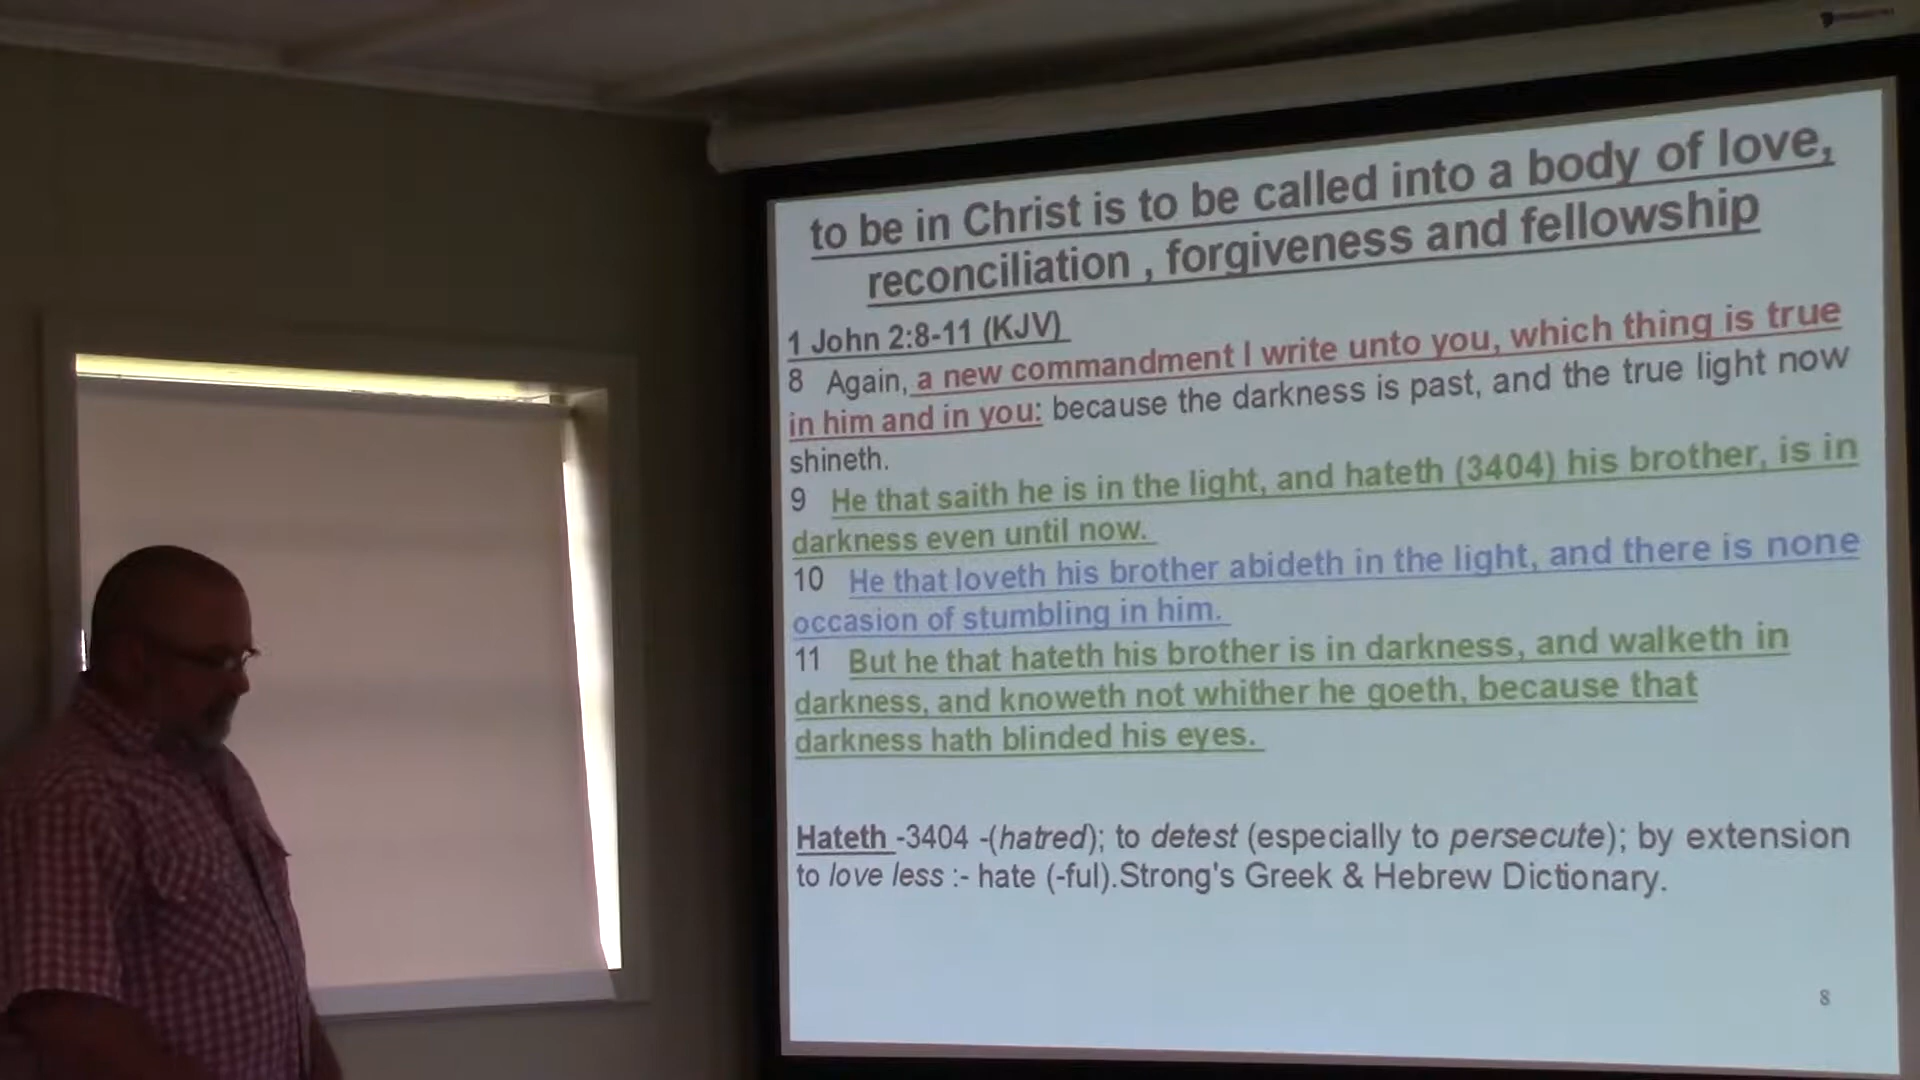 to be in Christ is to be called into a body of love,
reconciliation , forgiveness and fellowship
1 John 2:8-11 (KJV)
8 Again, a new commandment I write unto you, which thing is true
in him and in you: because the darkness is past, and the true light now
shineth.
9 He that saith he is in the light, and hateth (3404) his brother, is in
darkness even until now.
10 He that loveth his brother abideth in the light, and there is none
occasion of stumbling in him.
11 But he that hateth his brother is in darkness, and walketh in
darkness, and knoweth not whither he goeth, because that
darkness hath blinded his eyes.
Hateth -3404 -(hatred); to detest (especially to persecute); by extension
to love less :- hate (-ful).Strong's Greek & Hebrew Dictionary.
8